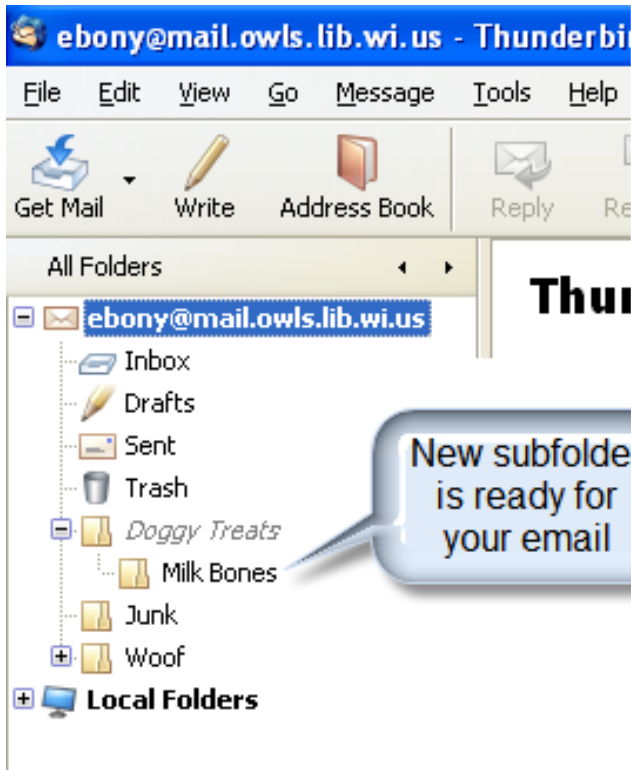 ebony@mail.owls.lib.wi.us - Thunderbi
File Edit View Go Message Tools Help
Get Mail Write Address Book Reply Re
All Folders
Thu
ebony@mail.owls.lib.wi.us
Inbox
Drafts
Sent
Trash
Doggy Treats
Milk Bones
Junk
Woof
Local Folders
New subfolde
is ready for
your email